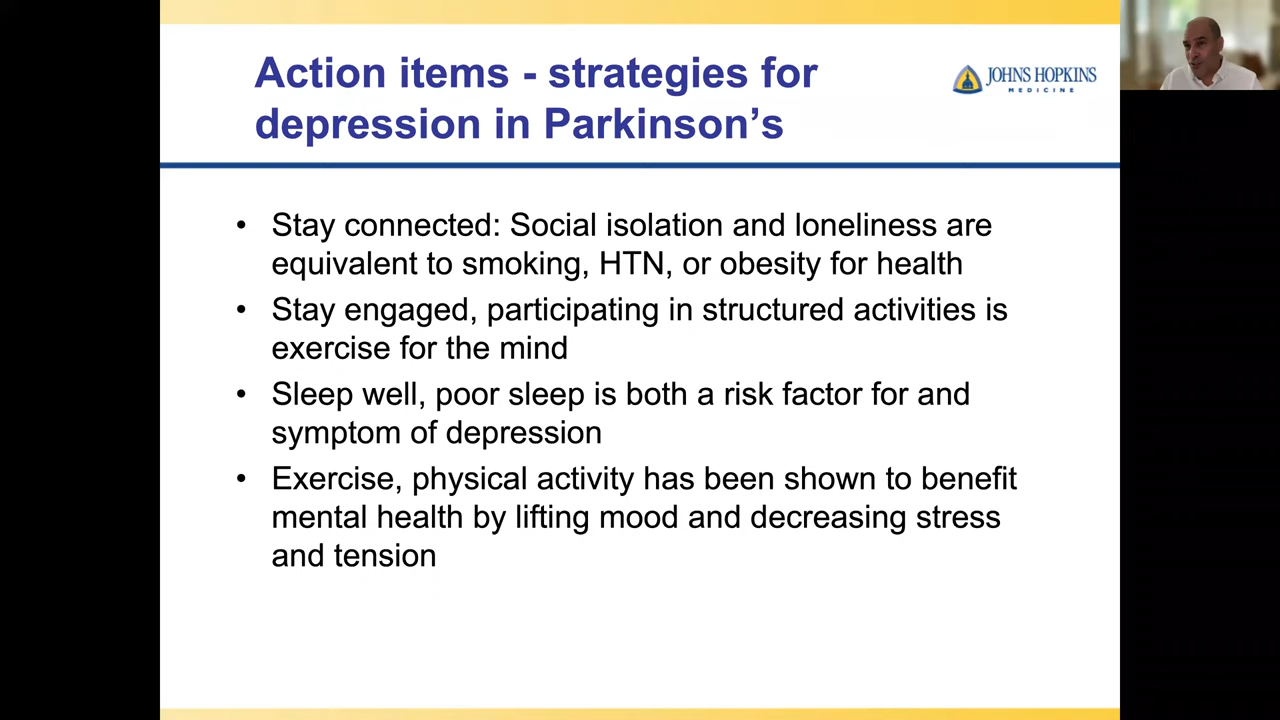 Action items - strategies for
depression in Parkinson’s
JOHNS HOPKINS
MEDICINE
• Stay connected: Social isolation and loneliness are
equivalent to smoking, HTN, or obesity for health
• Stay engaged, participating in structured activities is
exercise for the mind
• Sleep well, poor sleep is both a risk factor for and
symptom of depression
• Exercise, physical activity has been shown to benefit
mental health by lifting mood and decreasing stress
and tension